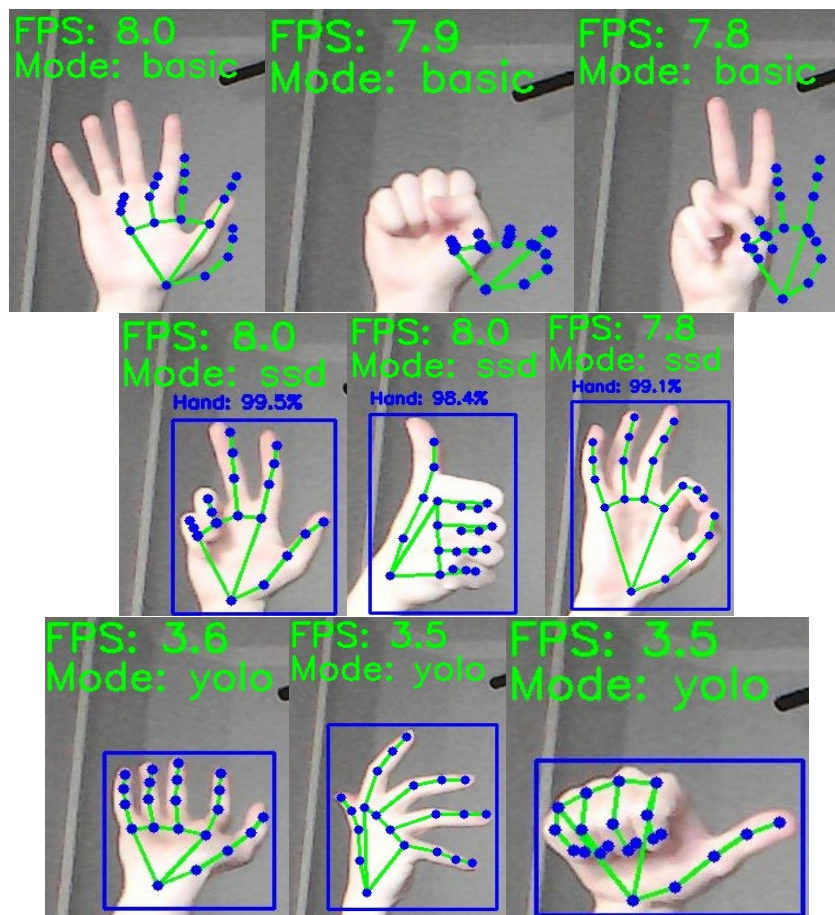 FPS: 8.0
Mode: basic
FPS: 7.9
Mode: basic
FPS: 7.8
Mode: basic
FPS: 8.0
Mode: ssd
Hand: 99.5%
FPS: 8.0
Mode: ssd
Hand: 98.4%
FPS: 7.8
Mode: ssd
Hand: 99.1%
FPS: 3.6
Mode: yolo
FPS: 3.5
Mode: yolo
FPS: 3.5
Mode: yolo